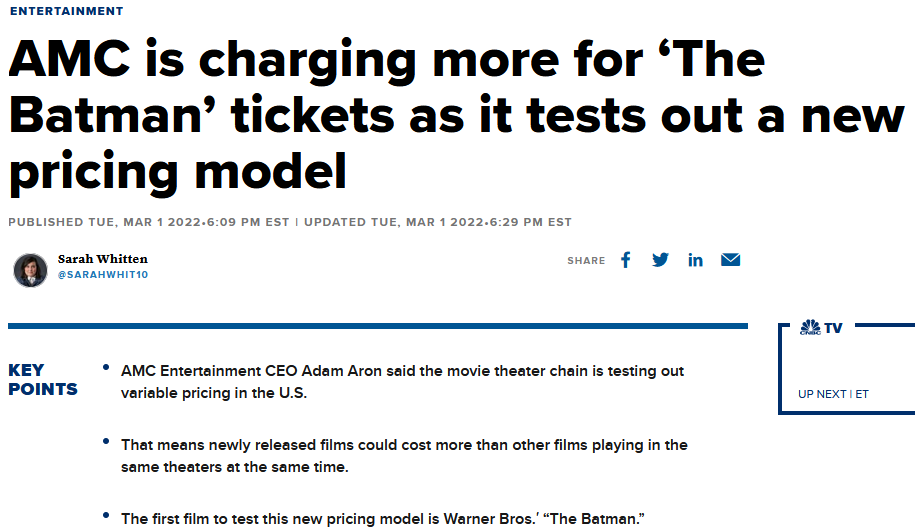 ENTERTAINMENT
AMC is charging more for ‘The
Batman’ tickets as it tests out a new
pricing model
PUBLISHED TUE, MAR 1 2022•6:09 PM EST | UPDATED TUE, MAR 1 2022•6:29 PM EST
Sarah Whitten
@SARAHWHIT10
SHARE
KEY
POINTS
• AMC Entertainment CEO Adam Aron said the movie theater chain is testing out
variable pricing in the U.S.
• That means newly released films could cost more than other films playing in the
same theaters at the same time.
• The first film to test this new pricing model is Warner Bros.′ “The Batman.”
CNBC TV
UP NEXT | ET